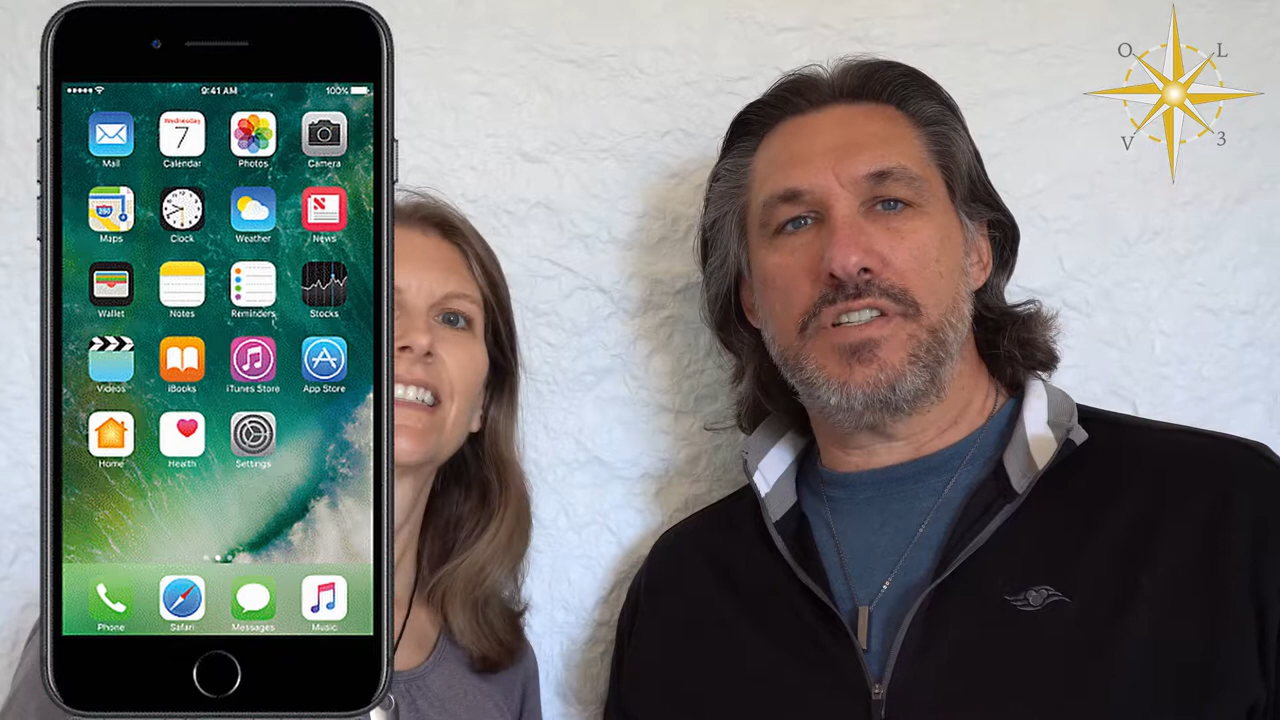 9:41 AM 100%
Wednesday
7
Mail Calendar Photos Camera
280
Maps Clock Weather News
Wallet Notes Reminders Stocks
Videos iBooks iTunes Store App Store
Home Health Settings
Phone Safari Messages Music
O L
V 3